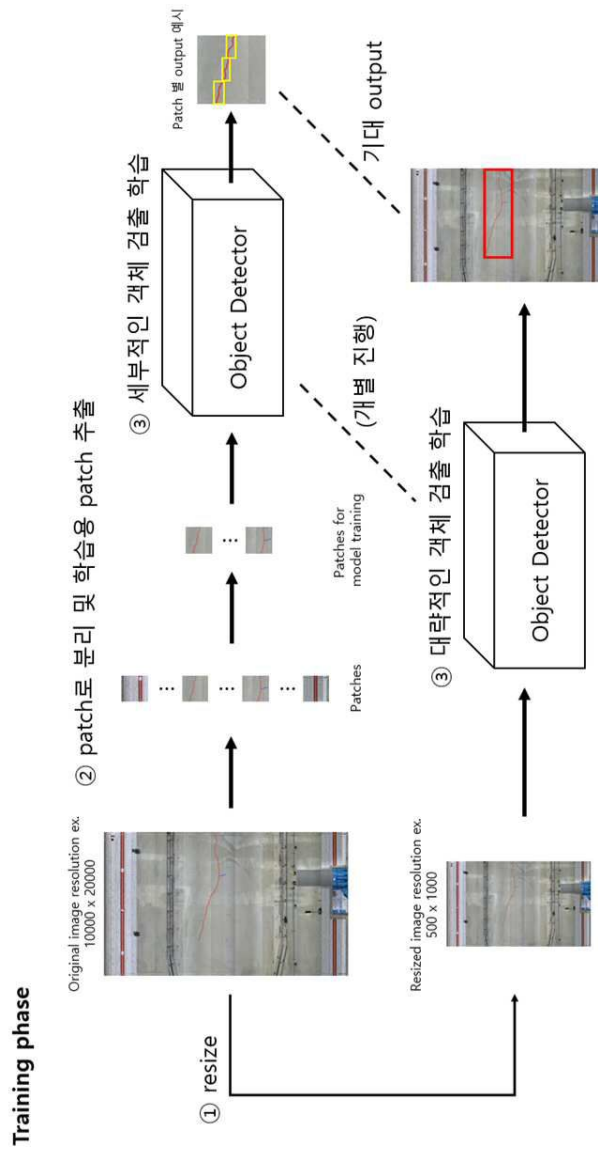 Training phase
① resize
Original image resolution ex.
10000 x 20000
② patch로 분리 및 학습용 patch 추출
Patches
Patches for
model training
③ 세부적인 객체 검출 학습
Object Detector
Patch 별 output 예시
(개별 진행)
기대 output
Resized image resolution ex.
500 x 1000
③ 대략적인 객체 검출 학습
Object Detector